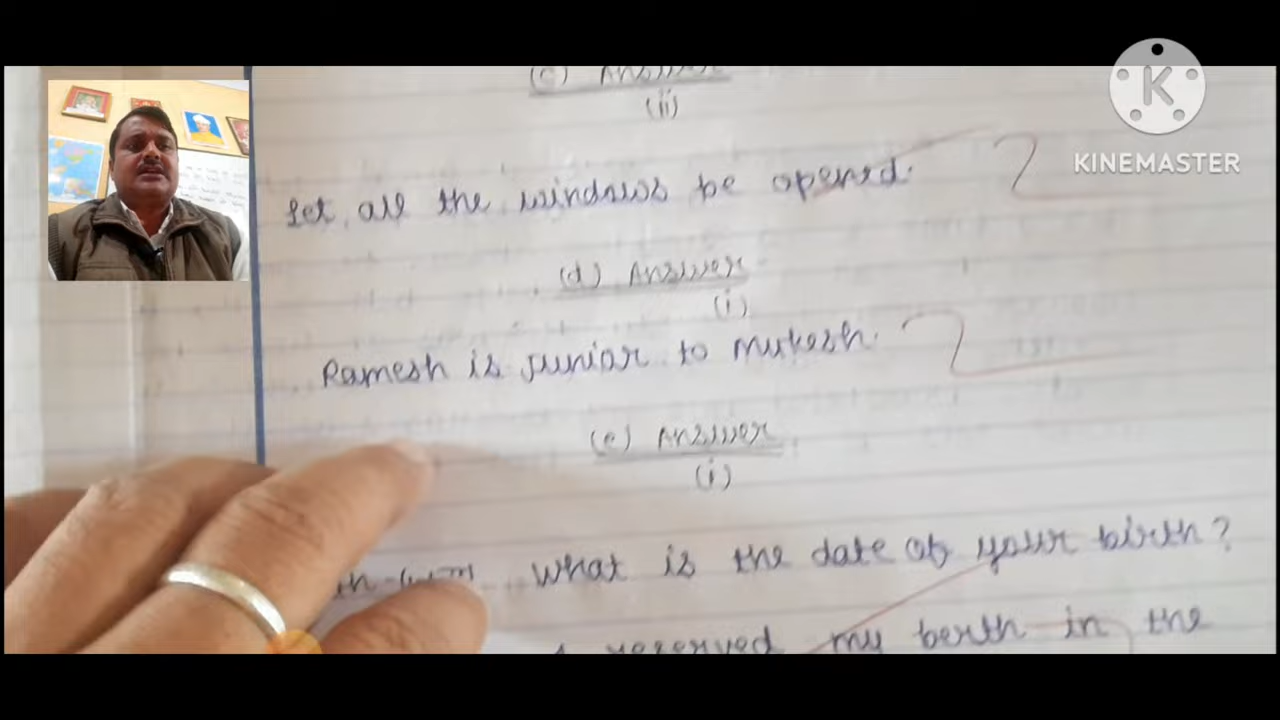 (c) Answer
(ii)
Let all the windows be opened.
(d) Answer
(i)
Ramesh is junior to Mukesh.
(e) Answer
(i)
What is the date of your birth?
reserved my berth in the
K
KINEMASTER